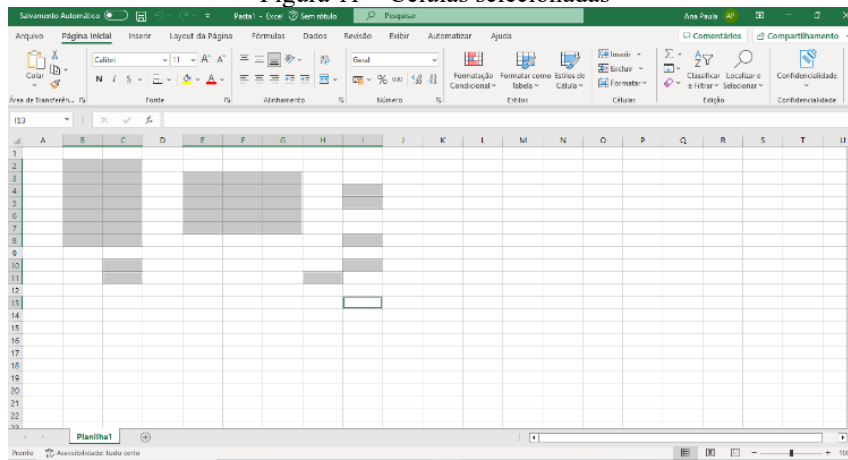 Figura 11 - Células selecionadas
Salvamento Automático
Pasta1 - Excel
Sem rótulo
Pesquisar
Ana Paula
AP
Arquivo Página Inicial Inserir Layout da Página Fórmulas Dados Revisão Exibir Automatizar Ajuda
Comentários
Compartilhamento
Colar
Calibri
11
N I S
Geral
% 000
Formatação Condicional
Formatar como Tabela
Estilos de Célula
Inserir
Excluir
Formatar
Classificar e Filtrar
Localizar e Selecionar
Confidencialidade
Área de Transferên...
Fonte
Alinhamento
Número
Estilos
Células
Edição
Confidencialidade
I13
fx
A B C D E F G H I J K L M N O P Q R S T U
1
2
3
4
5
6
7
8
9
10
11
12
13
14
15
16
17
18
19
20
21
22
23
Planilha1
Pronto
Acessibilidade: tudo certo